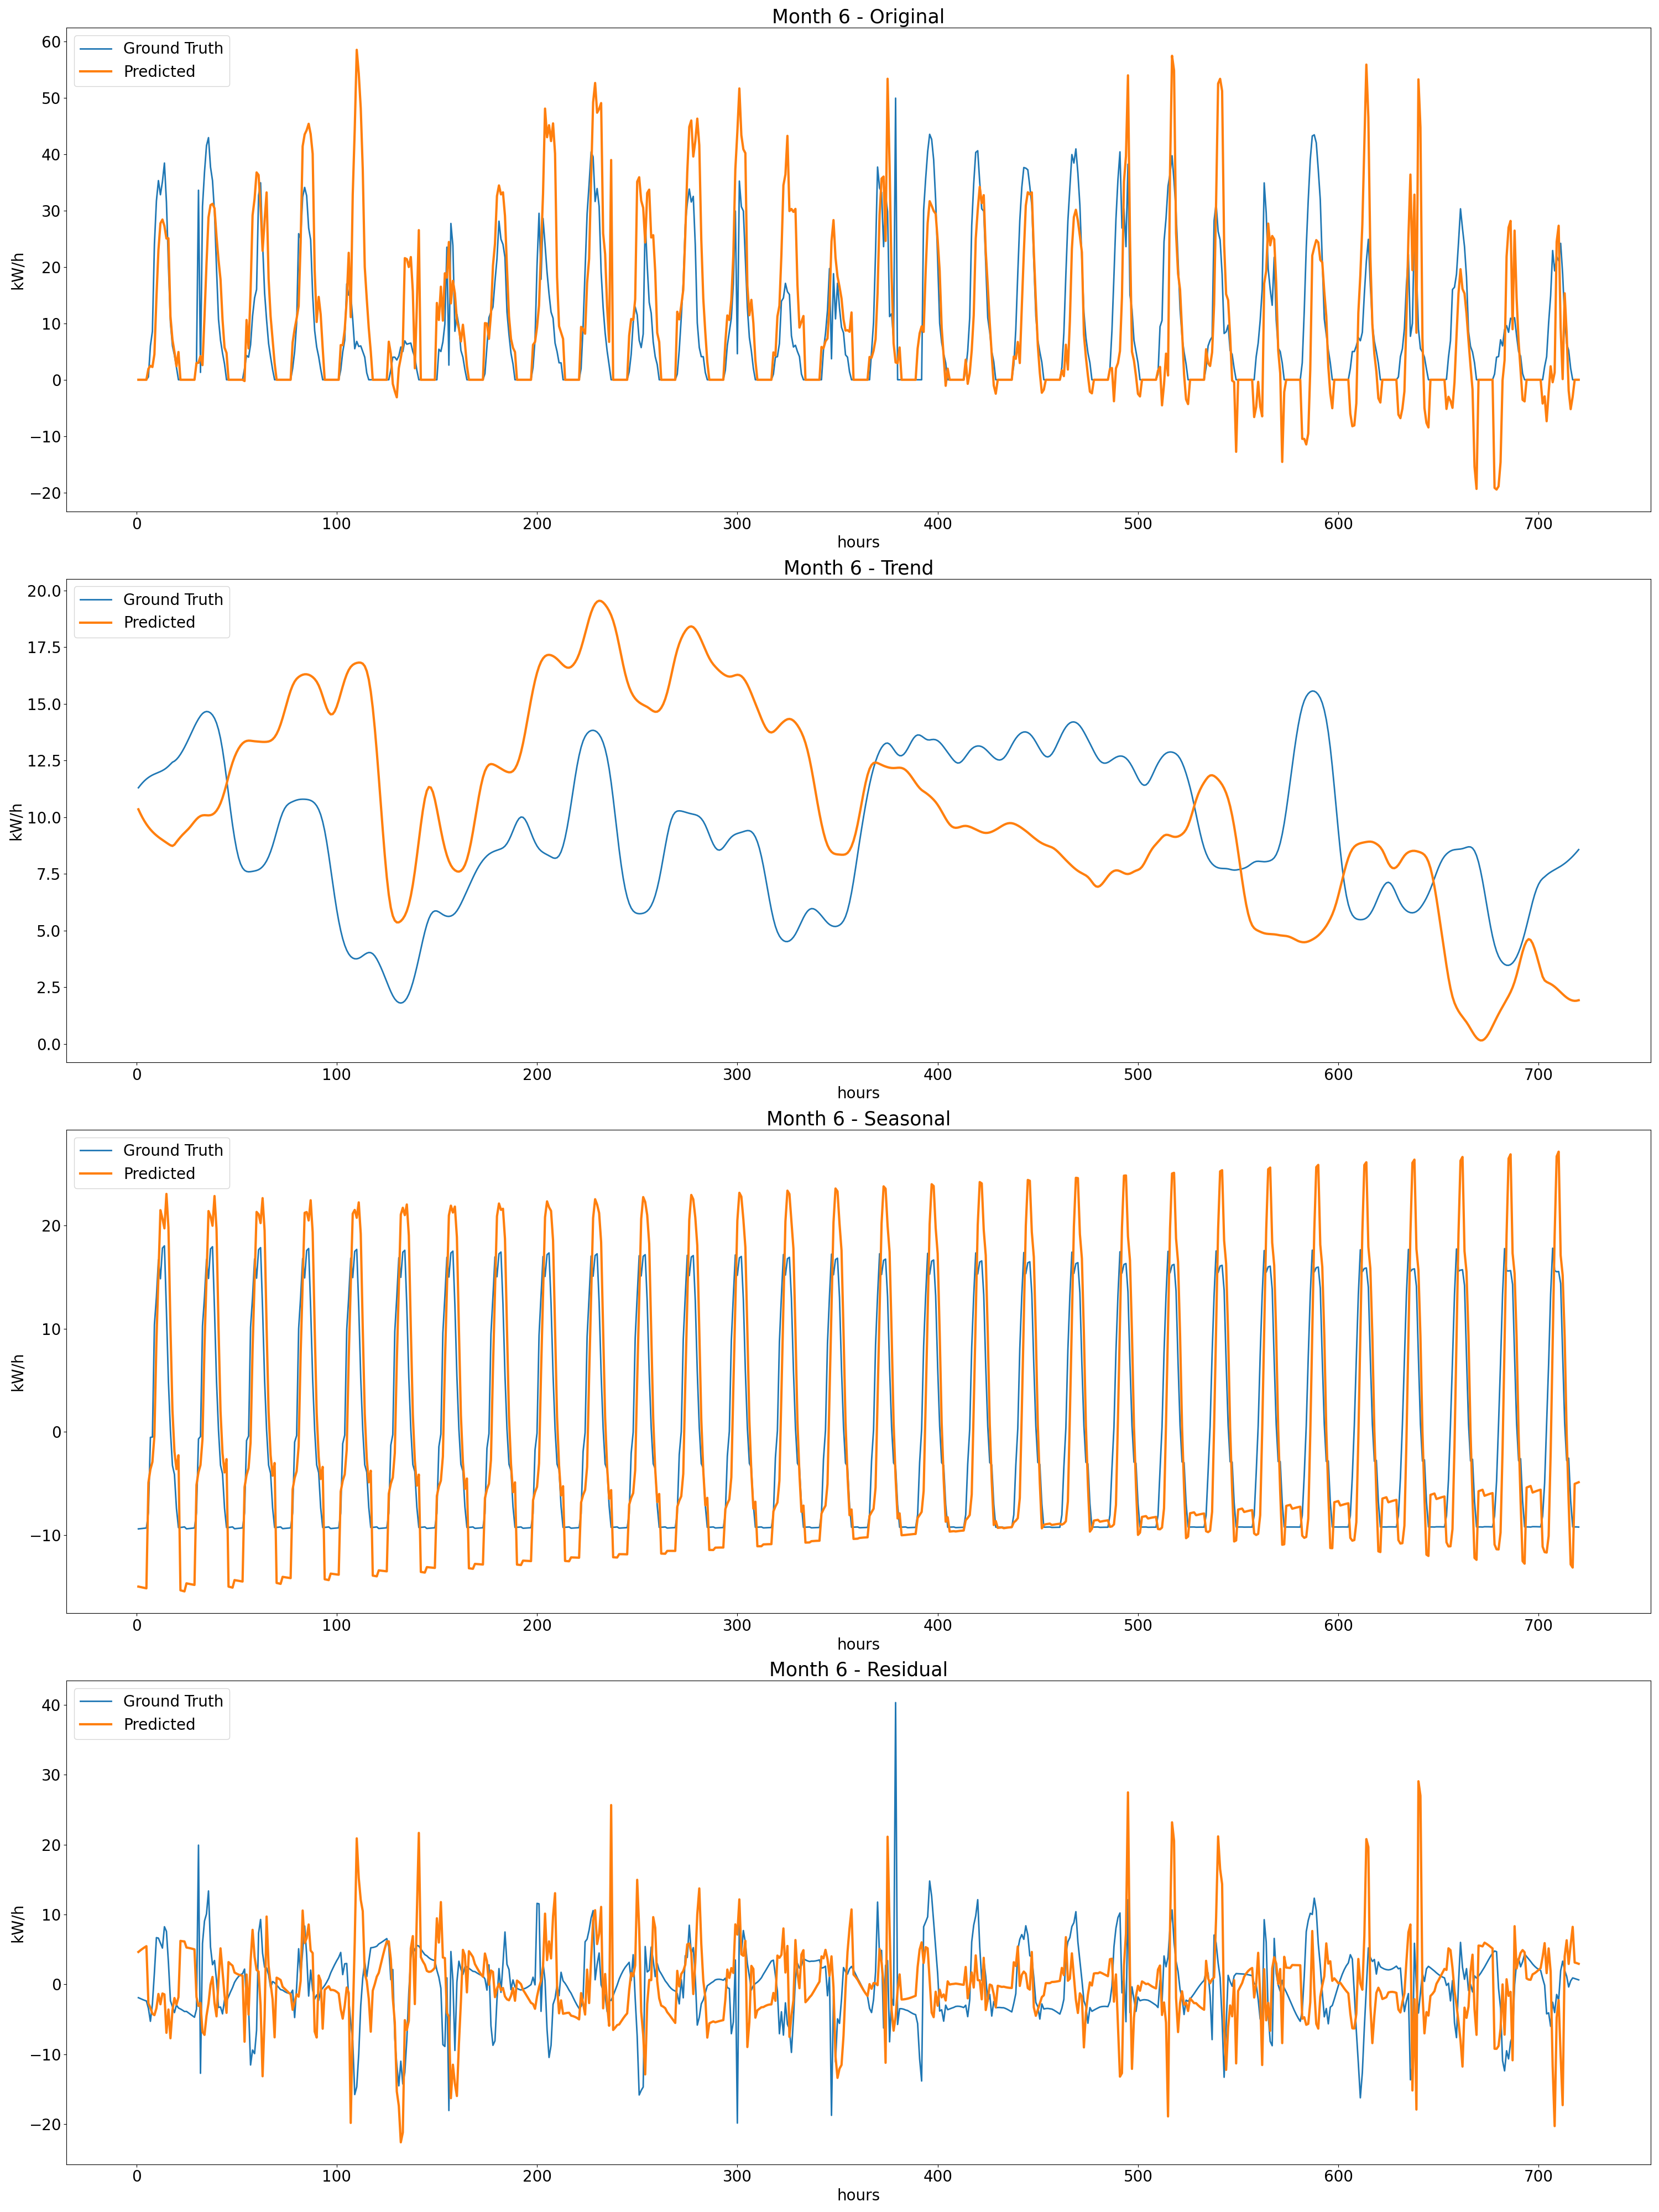 Month 6 - Original
Ground Truth
Predicted
kW/h
60
50
40
30
20
10
0
−10
−20
0 100 200 300 400 500 600 700
hours
Month 6 - Trend
Ground Truth
Predicted
kW/h
20.0
17.5
15.0
12.5
10.0
7.5
5.0
2.5
0.0
0 100 200 300 400 500 600 700
hours
Month 6 - Seasonal
Ground Truth
Predicted
kW/h
20
10
0
−10
0 100 200 300 400 500 600 700
hours
Month 6 - Residual
Ground Truth
Predicted
kW/h
40
30
20
10
0
−10
−20
0 100 200 300 400 500 600 700
hours